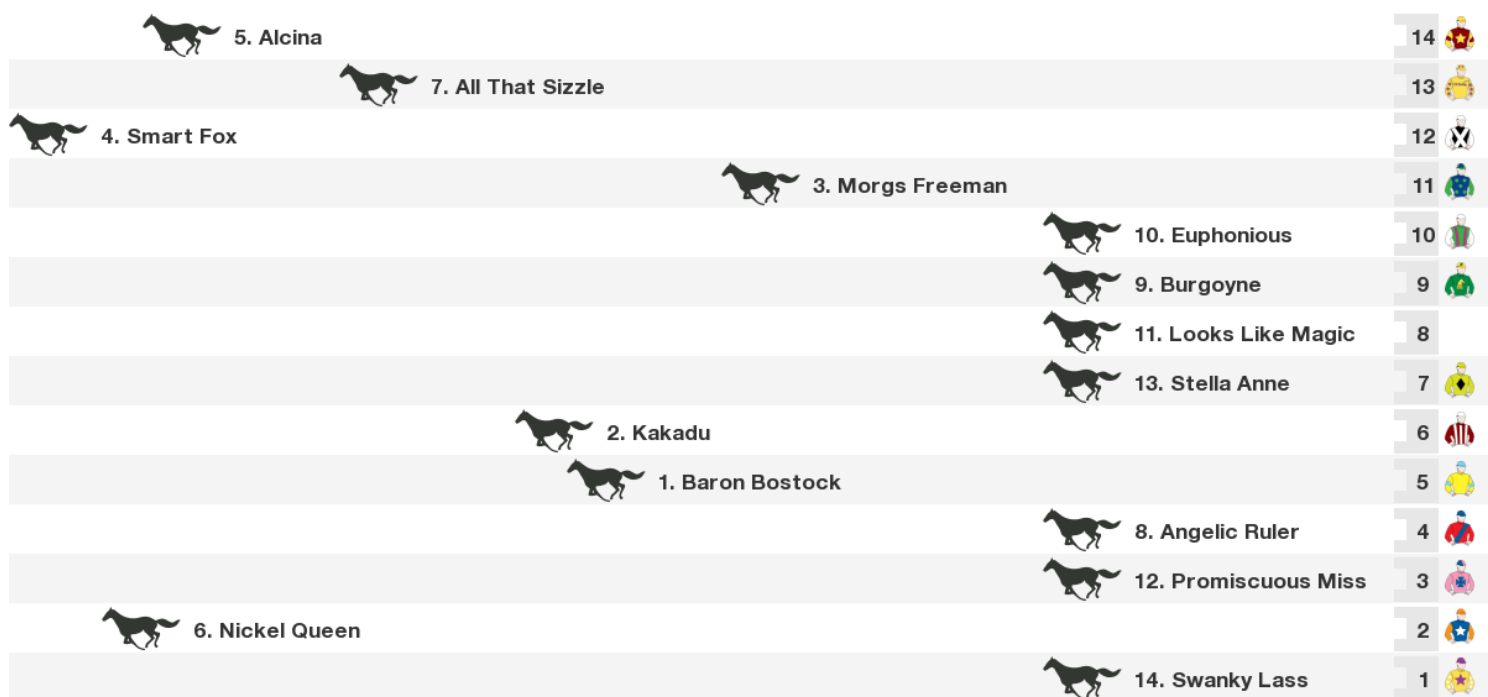 5. Alcina 14
7. All That Sizzle 13
4. Smart Fox 12
3. Morgs Freeman 11
10. Euphonious 10
9. Burgoyne 9
11. Looks Like Magic 8
13. Stella Anne 7
2. Kakadu 6
1. Baron Bostock 5
8. Angelic Ruler 4
12. Promiscuous Miss 3
6. Nickel Queen 2
14. Swanky Lass 1